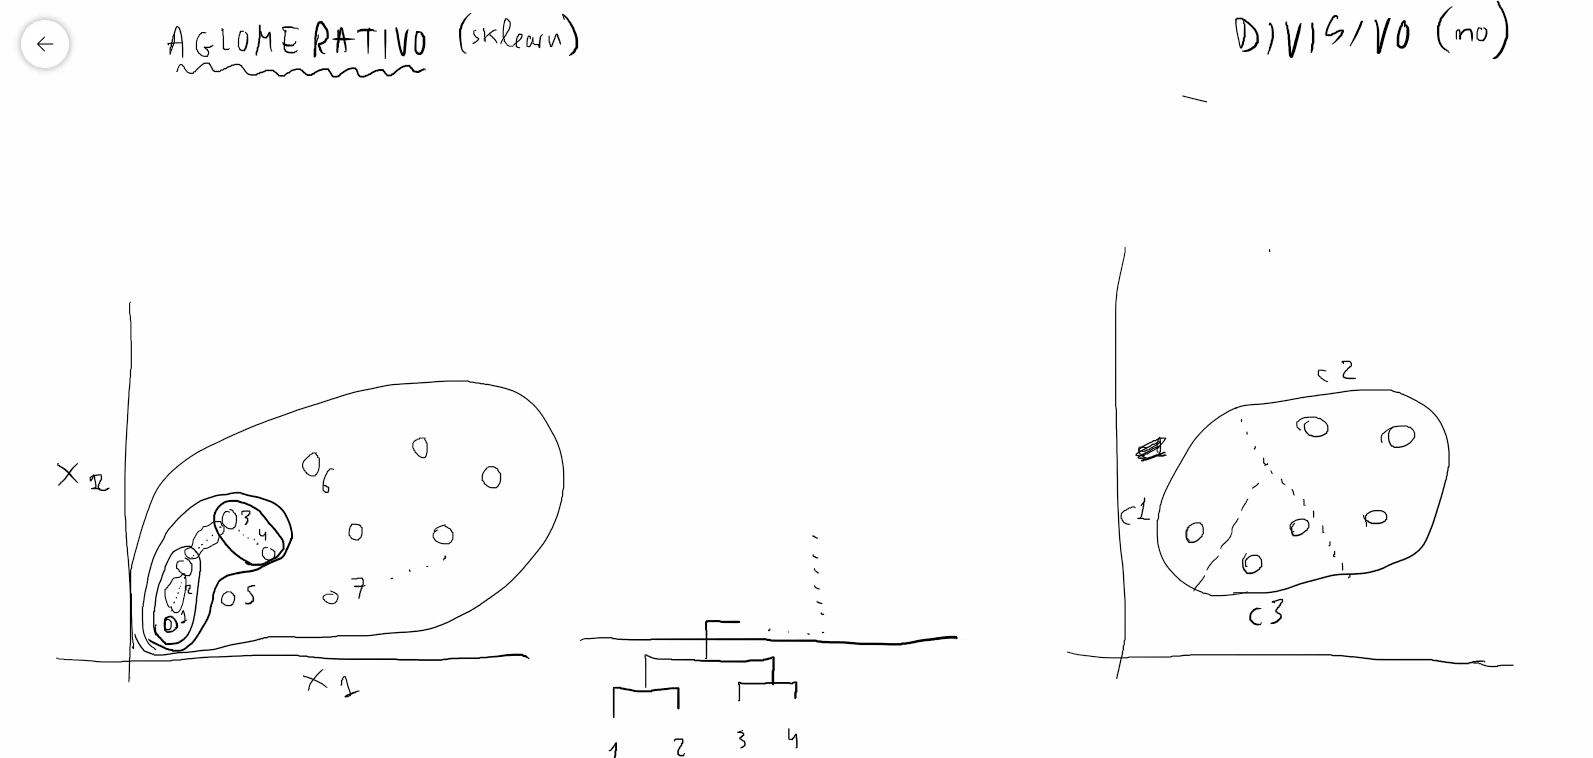 AGLOMERATIVO (sklearn)
DIVISIVO (no)
c2
3
6
4
X2
c1
2
5
7
1
c3
X1
1 2 3 4